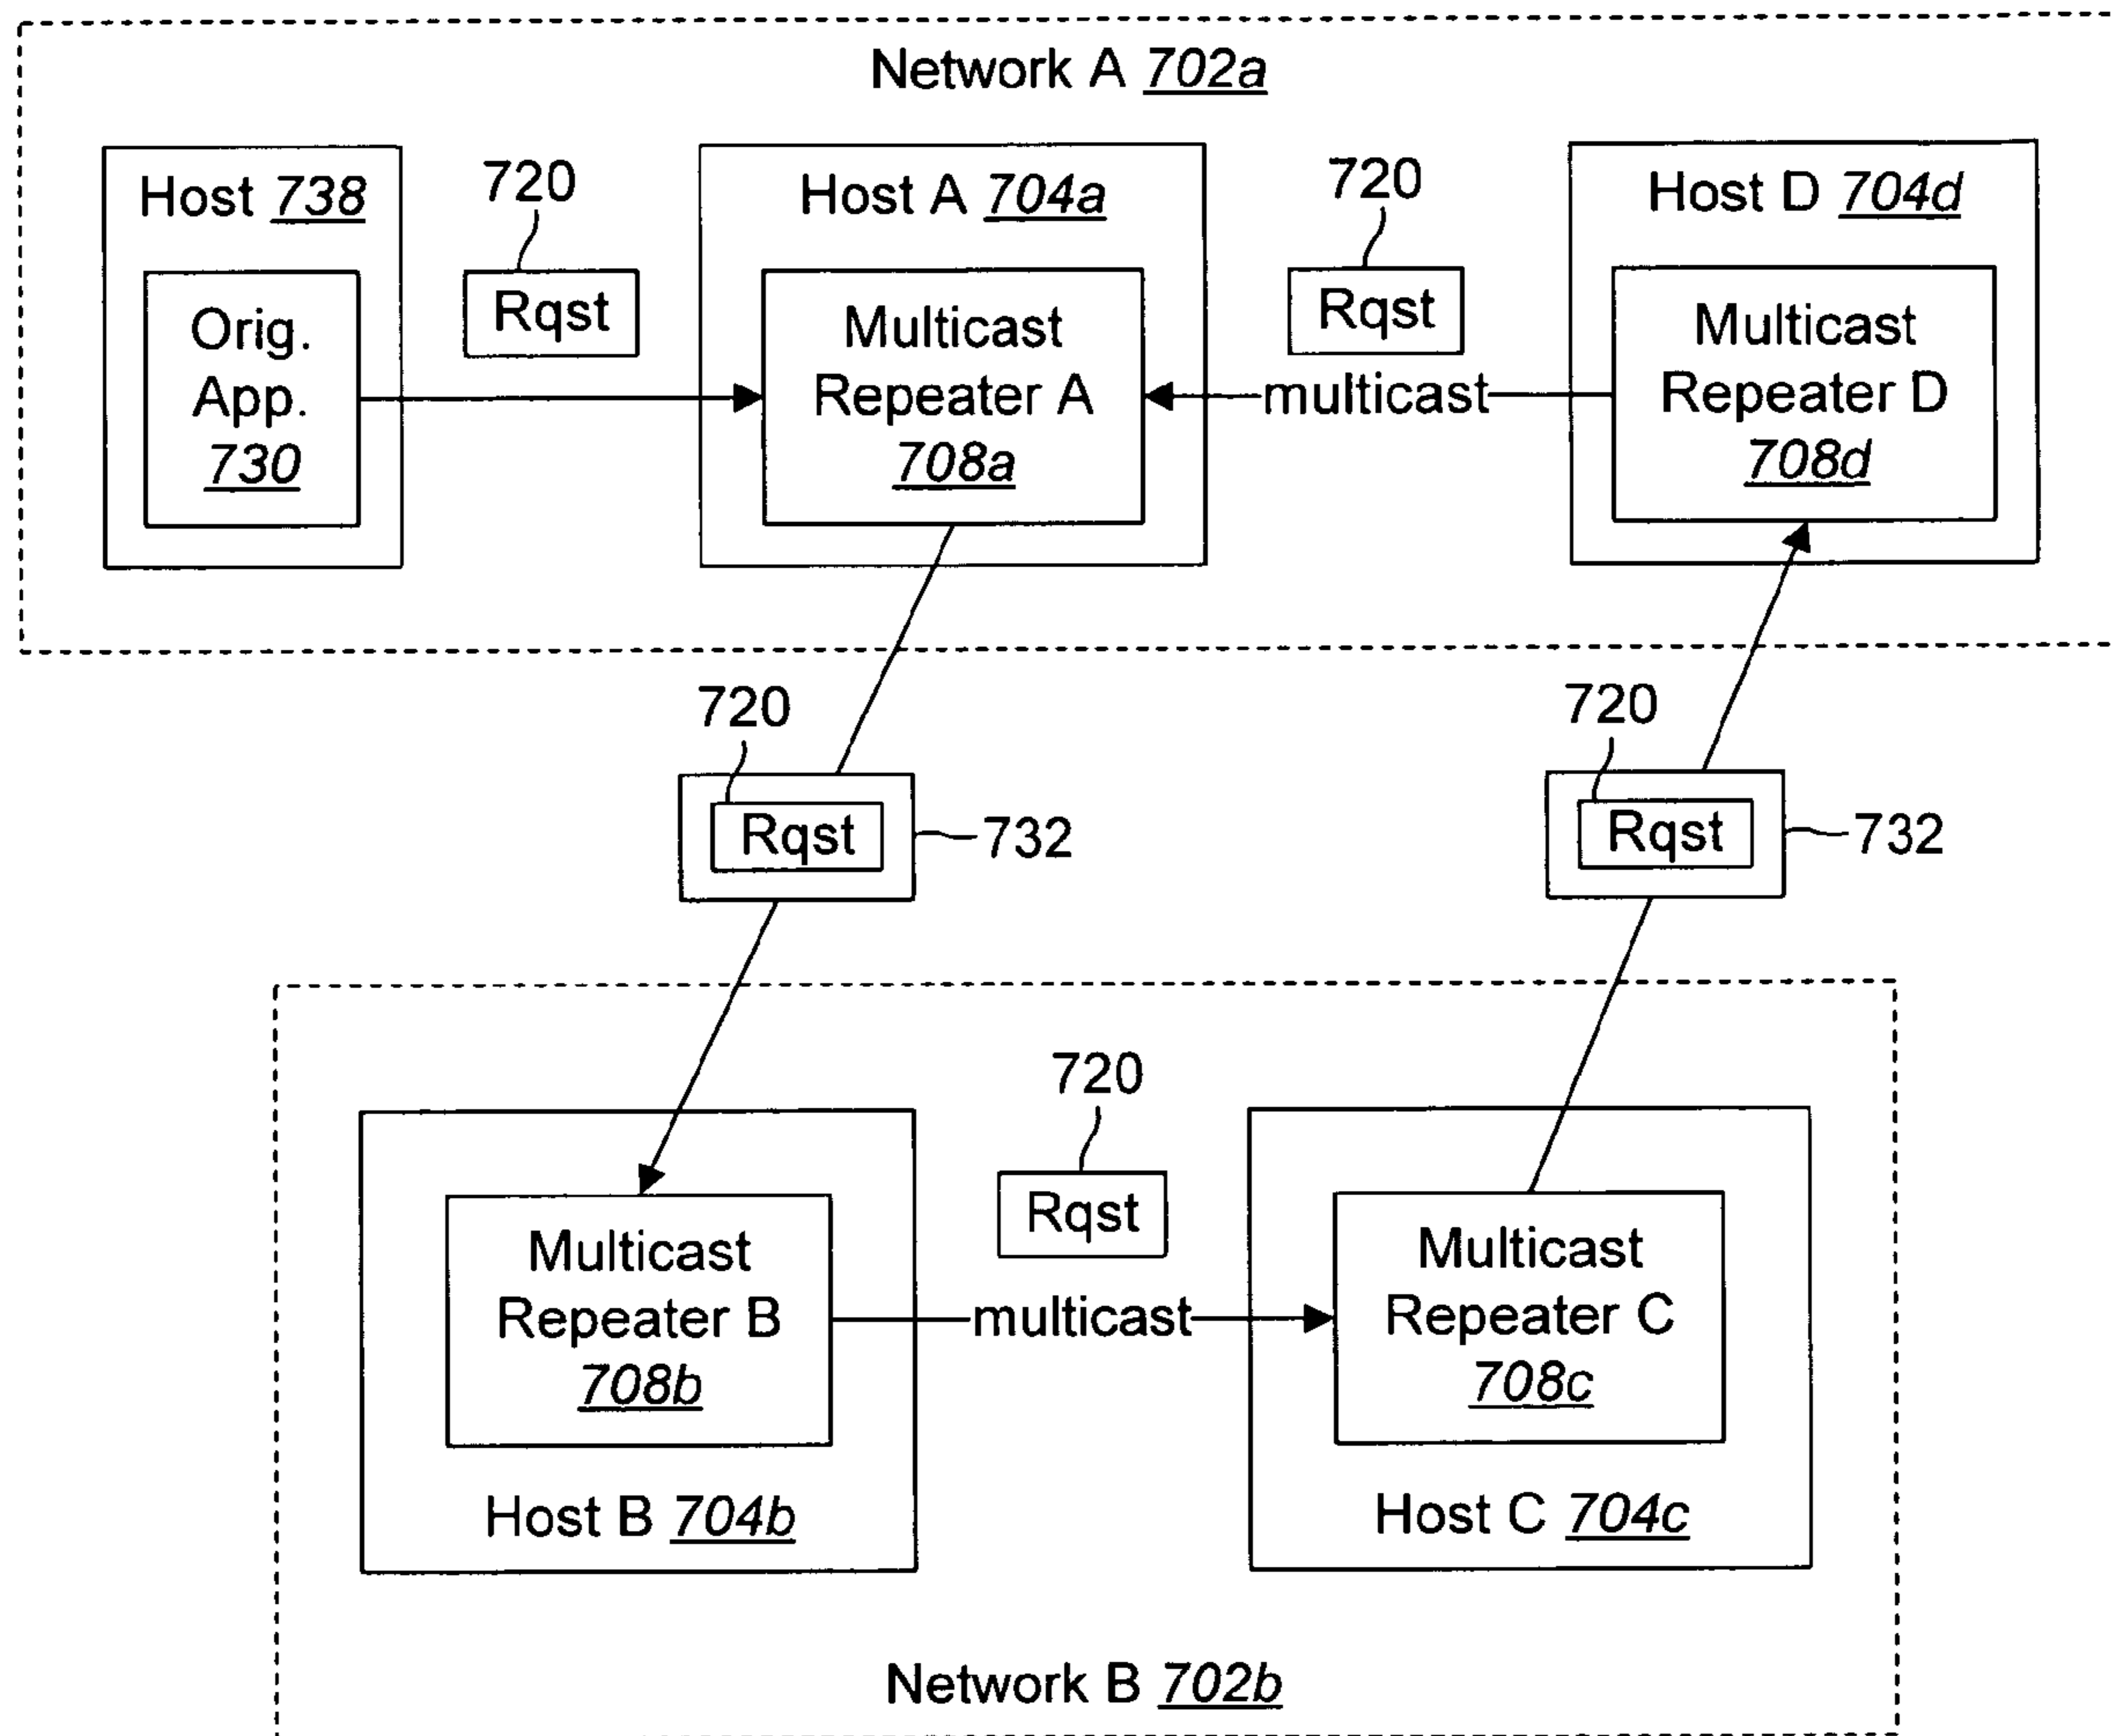 Network A 702a
Host 738
720
Host A 704a
720
Host D 704d
Orig.
App.
730
Rqst
Multicast
Repeater A
708a
Rqst
multicast
Multicast
Repeater D
708d
720
Rqst
732
720
Rqst
732
720
Rqst
Multicast
Repeater B
708b
multicast
Multicast
Repeater C
708c
Host B 704b
Host C 704c
Network B 702b